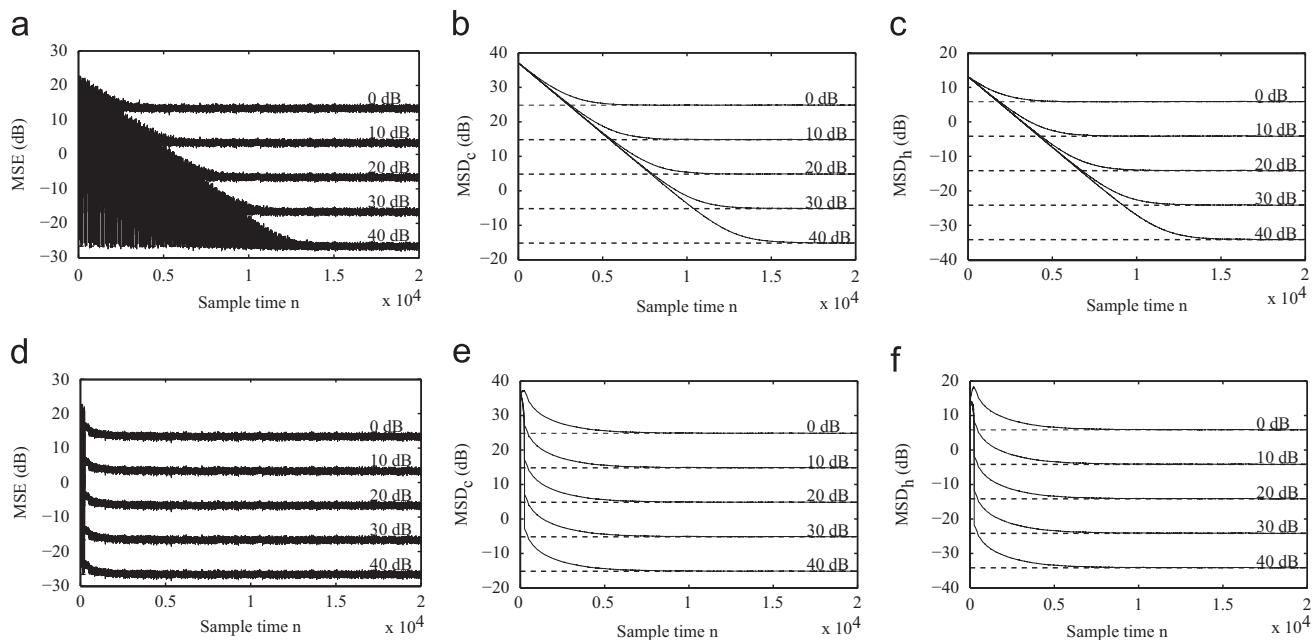 a
MSE (dB)
30
20
10
0
−10
−20
−30
0 dB
10 dB
20 dB
30 dB
40 dB
0
0.5
1
1.5
2
x 10^4
Sample time n
b
MSD_c (dB)
40
30
20
10
0
−10
−20
0 dB
10 dB
20 dB
30 dB
40 dB
0
0.5
1
1.5
2
x 10^4
Sample time n
c
MSD_h (dB)
20
10
0
−10
−20
−30
−40
0 dB
10 dB
20 dB
30 dB
40 dB
0
0.5
1
1.5
2
x 10^4
Sample time n
d
MSE (dB)
30
20
10
0
−10
−20
−30
0 dB
10 dB
20 dB
30 dB
40 dB
0
0.5
1
1.5
2
x 10^4
Sample time n
e
MSD_c (dB)
40
30
20
10
0
−10
−20
0 dB
10 dB
20 dB
30 dB
40 dB
0
0.5
1
1.5
2
x 10^4
Sample time n
f
MSD_h (dB)
20
10
0
−10
−20
−30
−40
0 dB
10 dB
20 dB
30 dB
40 dB
0
0.5
1
1.5
2
x 10^4
Sample time n